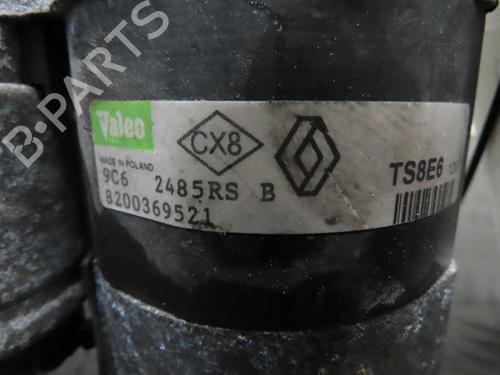 B-PARTS
Valeo
CX8
MADE IN POLAND
9C6 2485RS B
8200369521
TS8E6